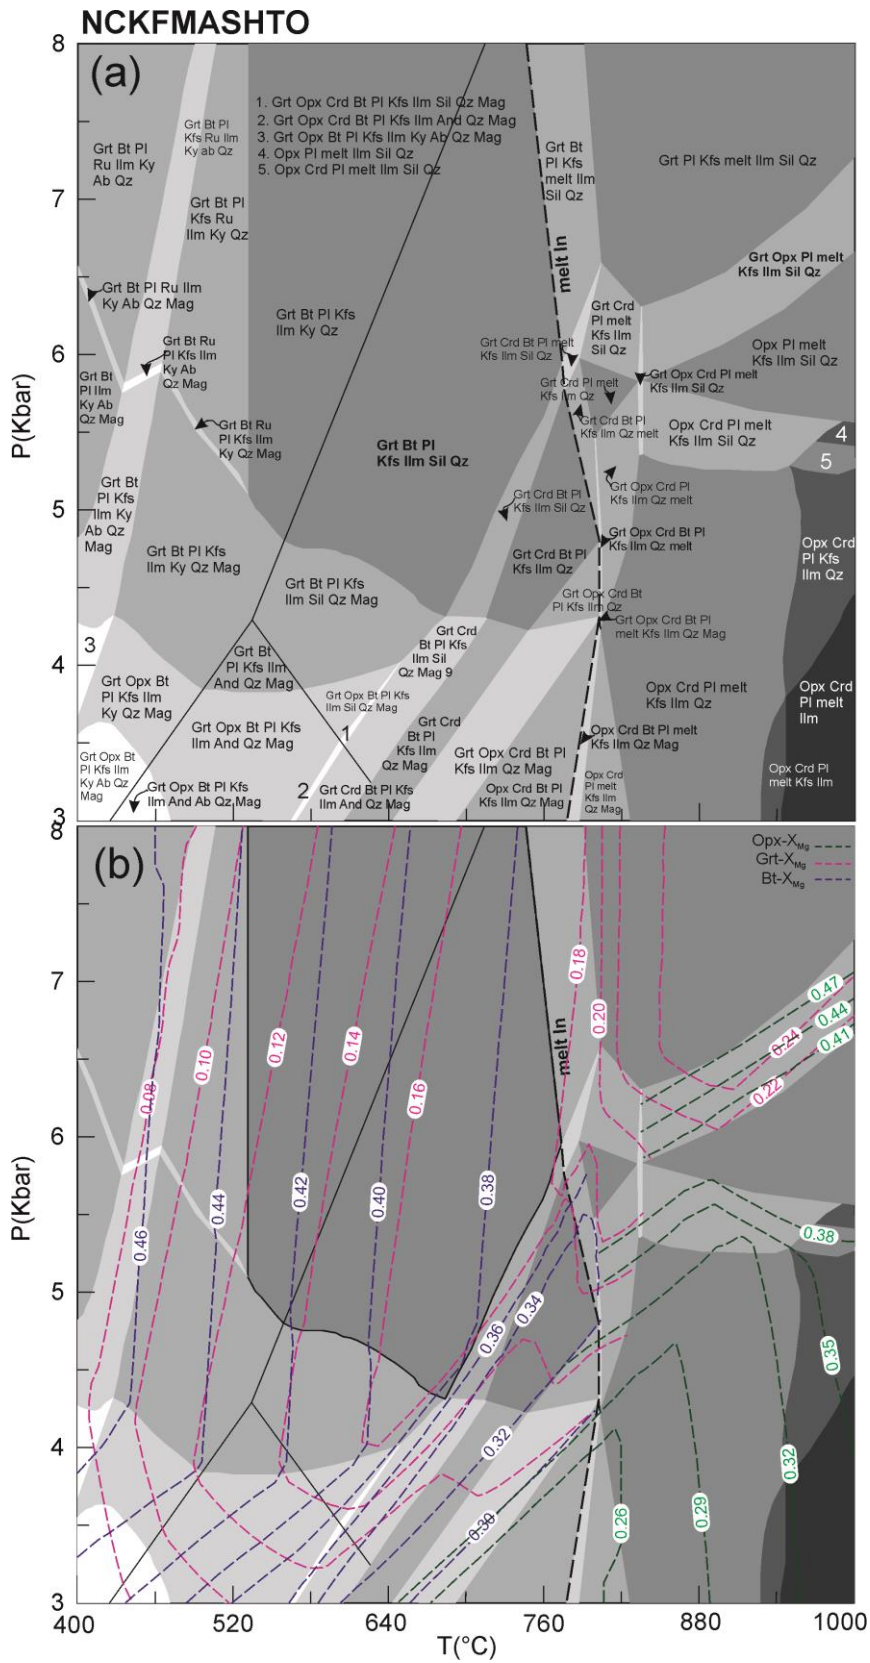 NCKFMASHTO
8
(a)
1. Grt Opx Crd Bt Pl Kfs Ilm Sil Qz Mag
2. Grt Opx Crd Bt Pl Kfs Ilm And Qz Mag
3. Grt Opx Bt Pl Kfs Ilm Ky Ab Qz Mag
4. Opx Pl melt Ilm Sil Qz
5. Opx Crd Pl melt Ilm Sil Qz
Grt Bt Pl
Ru Ilm Ky
Ab Qz
Grt Bt Pl
Kfs Ru Ilm
Ky ab Qz
Grt Bt
Pl Kfs
melt Ilm
Sil Qz
Grt Pl Kfs melt Ilm Sil Qz
7
Grt Bt Pl
Kfs Ru
Ilm Ky Qz
melt In
Grt Opx Pl melt
Kfs Ilm Sil Qz
Grt Bt Pl Ru Ilm
Ky Ab Qz Mag
Grt Bt Pl Kfs
Ilm Ky Qz
Grt Crd
Pl melt
Kfs Ilm
Sil Qz
Grt Bt Ru
Pl Kfs Ilm
Ky Ab
Qz Mag
Grt Crd Bt Pl melt
Kfs Ilm Sil Qz
Opx Pl melt
Kfs Ilm Sil Qz
6
Grt Bt
Pl Ilm
Ky Ab
Qz Mag
Grt Crd Pl melt
Kfs Ilm Qz
Grt Opx Crd Pl melt
Kfs Ilm Sil Qz
P(Kbar)
Grt Bt Ru
Pl Kfs Ilm
Ky Qz Mag
Grt Bt Pl
Kfs Ilm Sil Qz
Grt Crd Bt Pl
Kfs Ilm Qz melt
Opx Crd Pl melt
Kfs Ilm Sil Qz
4
5
Grt Bt
Pl Kfs
Ilm Ky
Ab Qz
Mag
Grt Crd Bt Pl
Kfs Ilm Sil Qz
Grt Opx Crd Pl
Kfs Ilm Qz melt
5
Grt Bt Pl Kfs
Ilm Ky Qz Mag
Grt Crd Bt Pl
Kfs Ilm Qz
Grt Opx Crd Bt Pl
Kfs Ilm Qz melt
Opx Crd
Pl Kfs
Ilm Qz
Grt Bt Pl Kfs
Ilm Sil Qz Mag
Grt Opx Crd Bt
Pl Kfs Ilm Qz
Grt Opx Crd Bt Pl
melt Kfs Ilm Qz Mag
3
4
Grt Bt
Pl Kfs Ilm
And Qz Mag
Grt Crd
Bt Pl Kfs
Ilm Sil
Qz Mag 9
Grt Opx Bt
Pl Kfs Ilm
Ky Qz Mag
Grt Opx Bt Pl Kfs
Ilm Sil Qz Mag
Opx Crd Pl melt
Kfs Ilm Qz
Opx Crd
Pl melt
Ilm
Grt Opx Bt Pl Kfs
Ilm And Qz Mag
1
Grt Crd
Bt Pl
Kfs Ilm
Qz Mag
Opx Crd Bt Pl melt
Kfs Ilm Qz Mag
Grt Opx Bt
Pl Kfs Ilm
Ky Ab Qz
Mag
Grt Opx Crd Bt Pl
Kfs Ilm Qz Mag
Opx Crd
Pl melt
Kfs Ilm
Qz Mag
Opx Crd Pl
melt Kfs Ilm
Grt Opx Bt Pl Kfs
Ilm And Ab Qz Mag
2
Grt Crd Bt Pl Kfs
Ilm And Qz Mag
Opx Crd Bt Pl
Kfs Ilm Qz Mag
3
8
(b)
Opx-XMg
Grt-XMg
Bt-XMg
7
0.18
0.20
0.47
0.44
0.41
0.24
0.22
melt In
0.08
0.10
0.12
0.14
0.16
6
0.46
0.44
0.42
0.40
0.38
P(Kbar)
0.38
5
0.36
0.34
0.35
4
0.32
0.32
0.30
0.26
0.29
3
400
520
640
760
880
1000
T(°C)